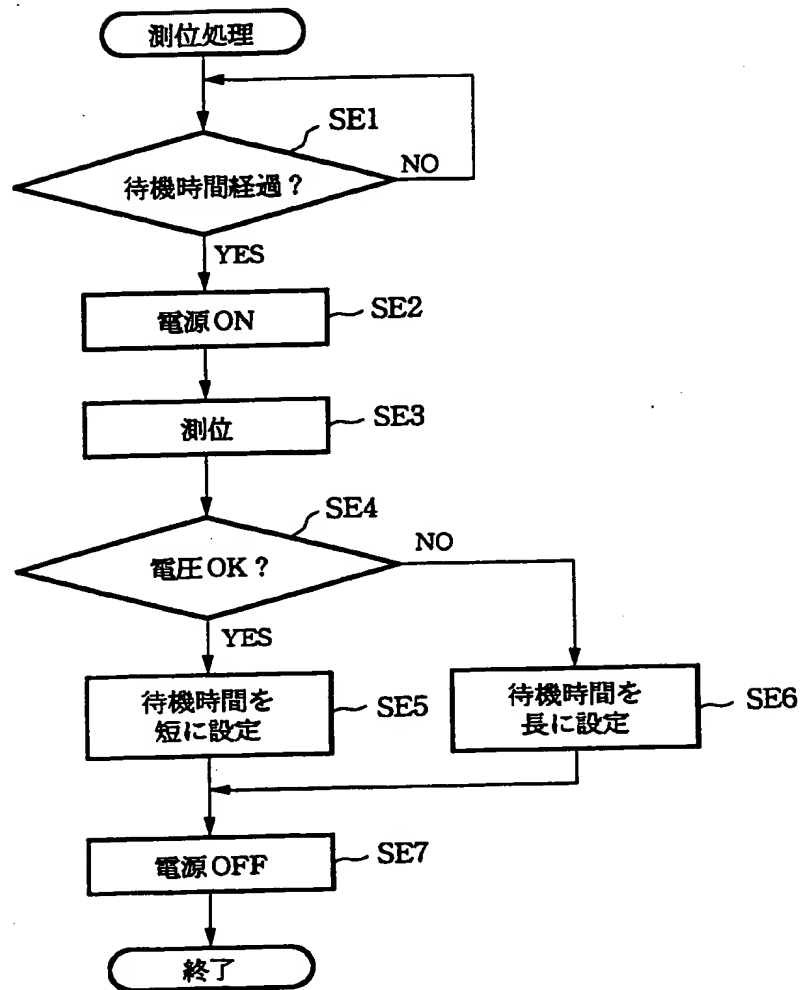 測位処理
SE1
待機時間経過？
NO
YES
電源ON
SE2
測位
SE3
SE4
電圧OK？
NO
YES
待機時間を
短に設定
SE5
待機時間を
長に設定
SE6
電源OFF
SE7
終了